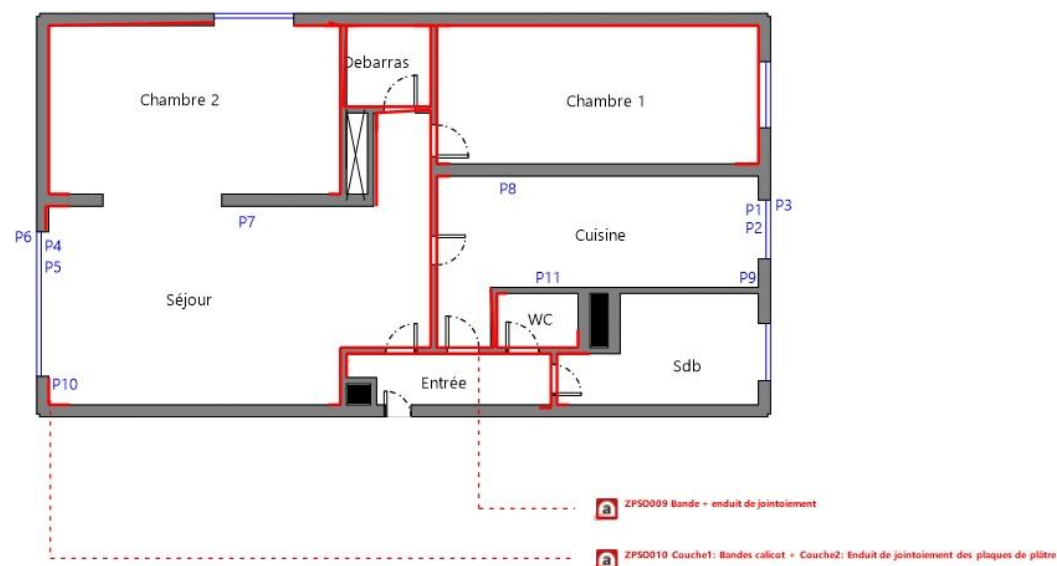 Debarras
Chambre 2
Chambre 1
P8
P7
P1
P3
P6
P4
P2
Cuisine
P5
P11
P9
Séjour
WC
Sdb
P10
Entrée
a ZPSO009 Bande + enduit de jointoiement
a ZPSO010 Couche1: Bandes calicot + Couche2: Enduit de jointoiement des plaques de plâtre